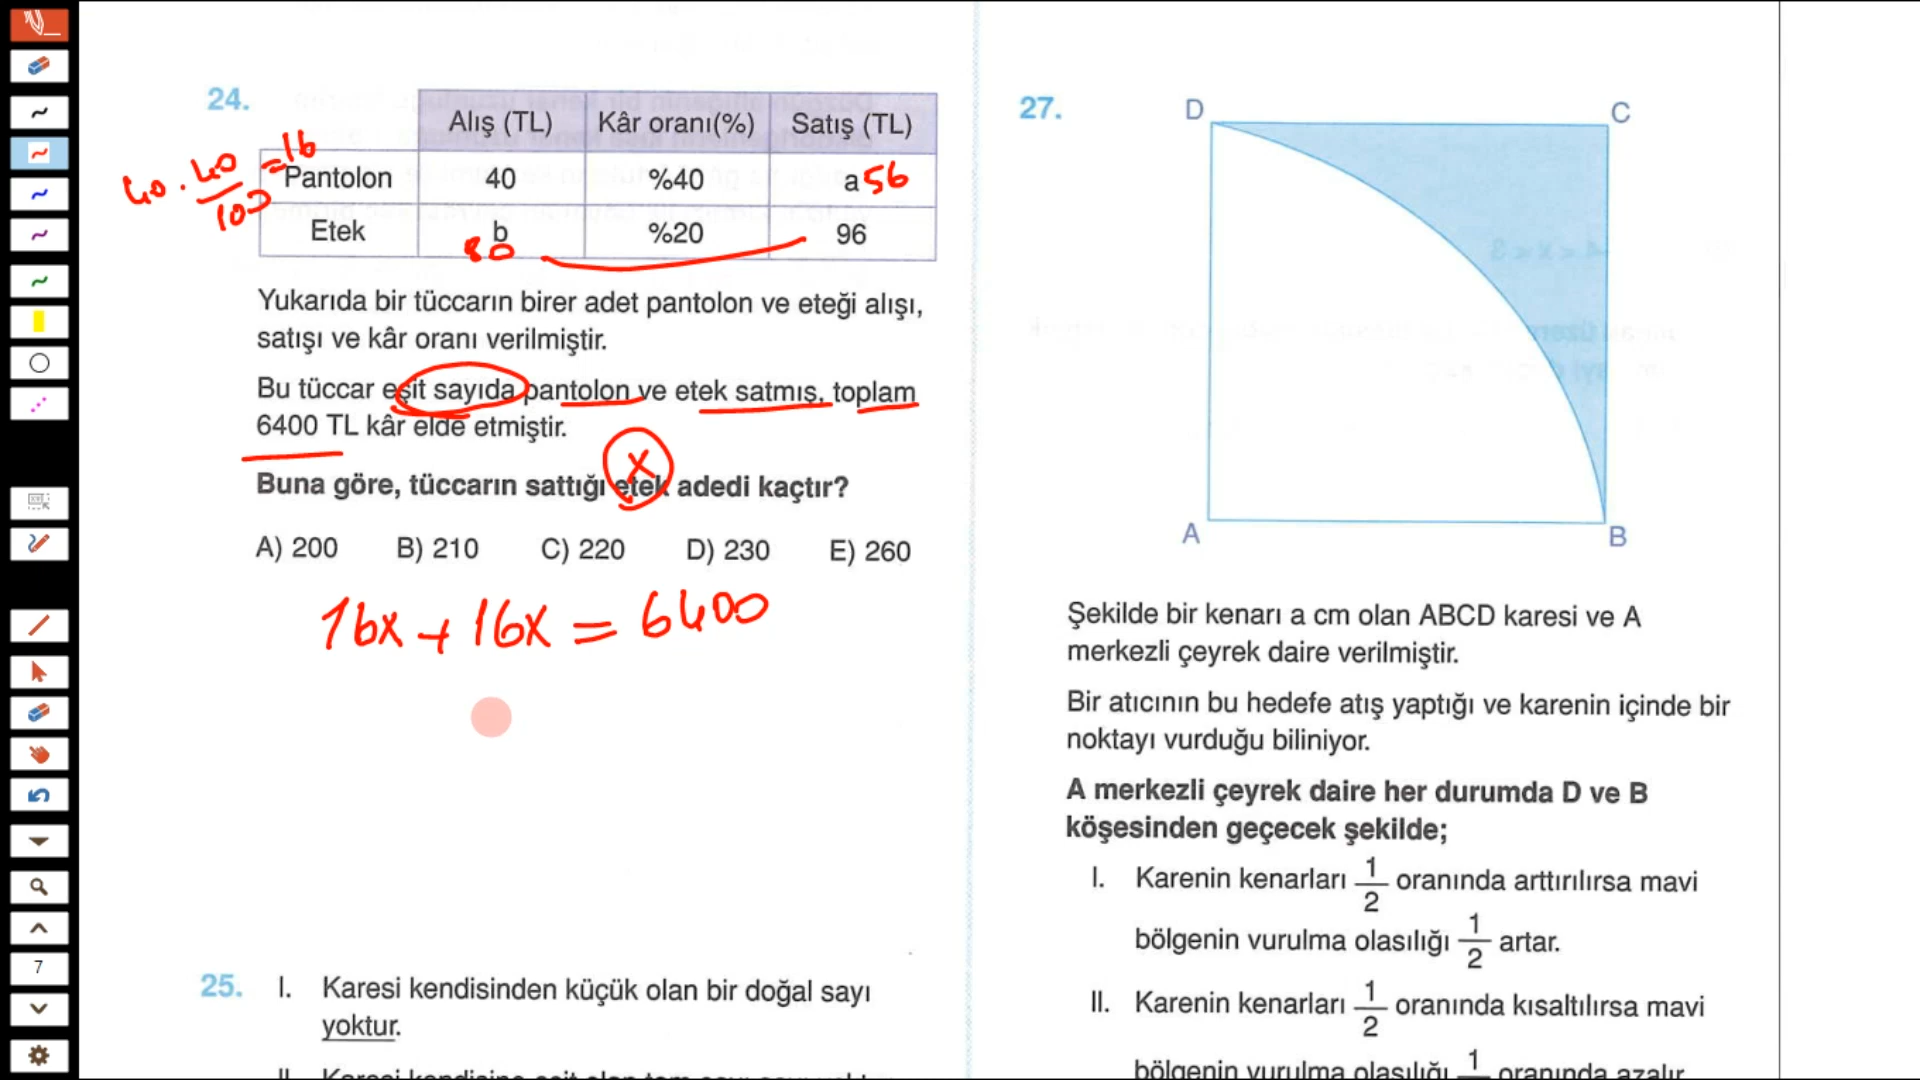 24.
Alış (TL) Kâr oranı(%) Satış (TL)
Pantolon 40 %40 a 56
Etek b %20 96
80
40 . 40/100 = 16
Yukarıda bir tüccarın birer adet pantolon ve eteği alışı,
satışı ve kâr oranı verilmiştir.
Bu tüccar eşit sayıda pantolon ve etek satmış, toplam
6400 TL kâr elde etmiştir.
x
Buna göre, tüccarın sattığı etek adedi kaçtır?
A) 200 B) 210 C) 220 D) 230 E) 260
16x + 16x = 6400
25. I. Karesi kendisinden küçük olan bir doğal sayı
yoktur.
27.
D C
A B
Şekilde bir kenarı a cm olan ABCD karesi ve A
merkezli çeyrek daire verilmiştir.
Bir atıcının bu hedefe atış yaptığı ve karenin içinde bir
noktayı vurduğu biliniyor.
A merkezli çeyrek daire her durumda D ve B
köşesinden geçecek şekilde;
I. Karenin kenarları 1/2 oranında arttırılırsa mavi
bölgenin vurulma olasılığı 1/2 artar.
II. Karenin kenarları 1/2 oranında kısaltılırsa mavi
bölgenin vurulma olasılığı 1 oranında azalır
7